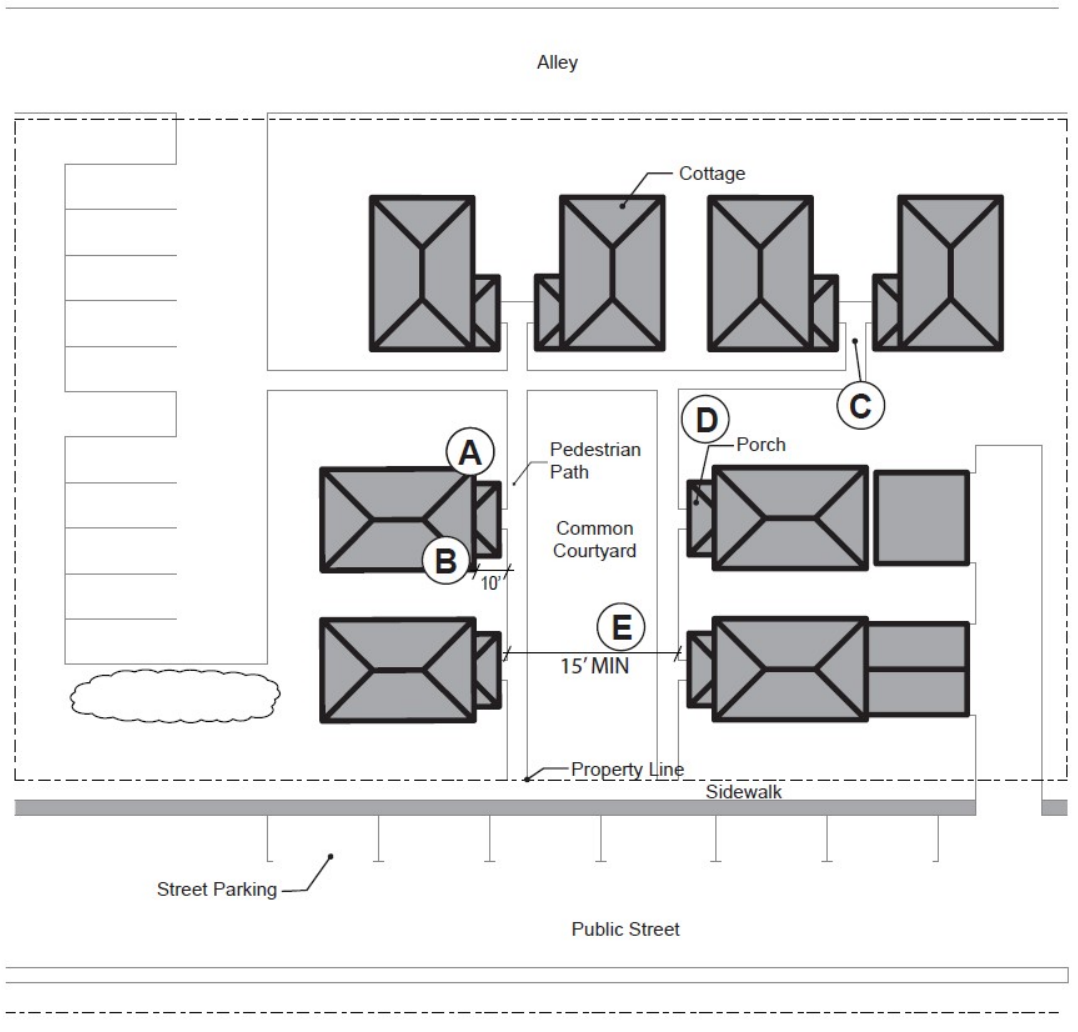 Alley
Cottage
C
D
A
Porch
Pedestrian
Path
Common
Courtyard
B
10'
E
15' MIN
Property Line
Sidewalk
Street Parking
Public Street